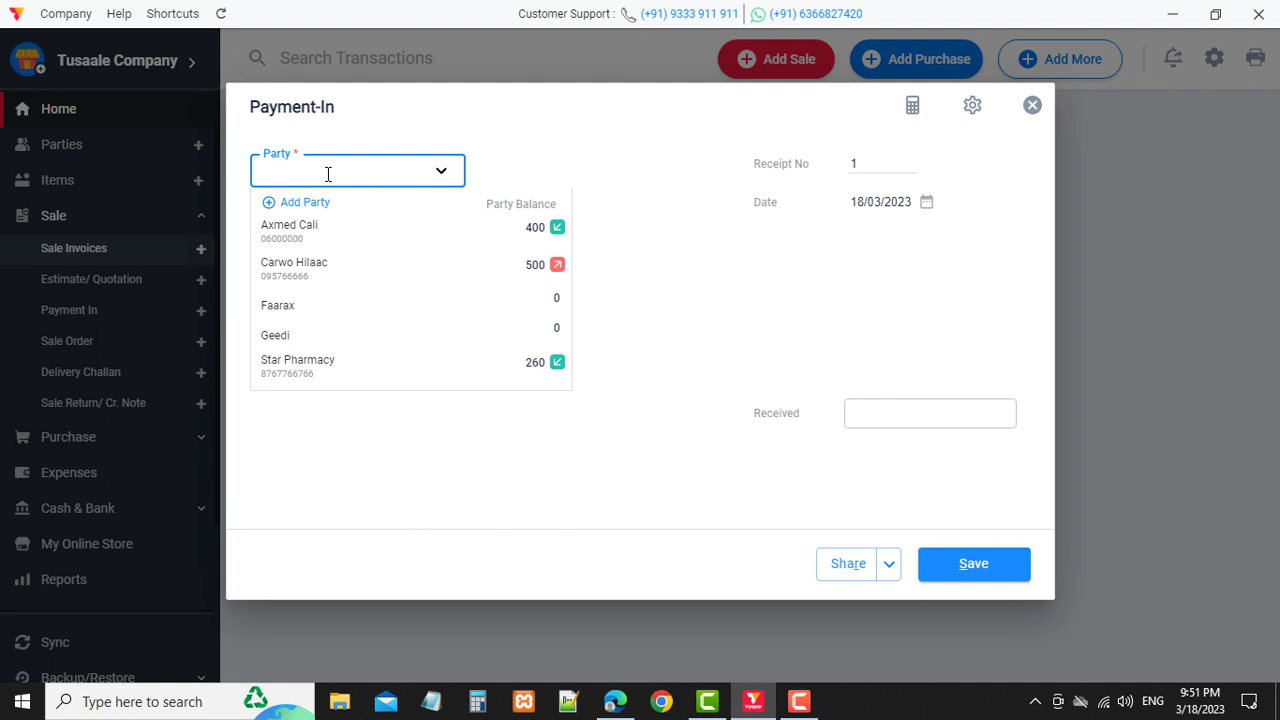 Company Help Shortcuts Customer Support : (+91) 9333 911 911 (+91) 6366827420
Tusaale Company
Search Transactions
Add Sale
Add Purchase
Add More
Home
Parties
Items
Sale
Sale Invoices
Estimate/ Quotation
Payment In
Sale Order
Delivery Challan
Sale Return/ Cr. Note
Purchase
Expenses
Cash & Bank
My Online Store
Reports
Sync
Backup/Restore
Payment-In
Party *
Add Party Party Balance
Axmed Cali 400
06000000
Carwo Hilaac 500
095766666
Faarax 0
Geedi 0
Star Pharmacy 260
8767766766
Receipt No 1
Date 18/03/2023
Received
Share
Save
Type here to search
ENG
9:51 PM
3/18/2023